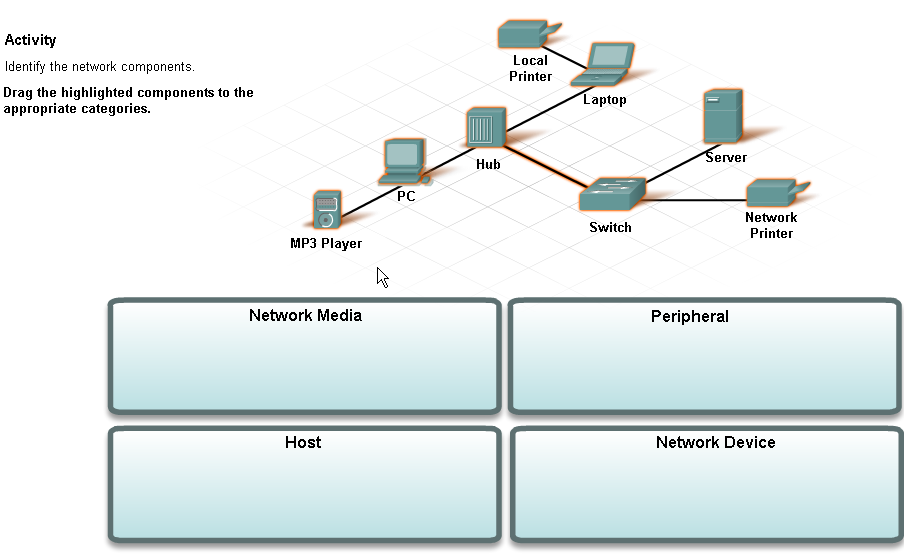 Activity
Identify the network components.
Drag the highlighted components to the
appropriate categories.
Local
Printer
Laptop
Hub
Server
PC
Switch
Network
Printer
MP3 Player
Network Media
Peripheral
Host
Network Device